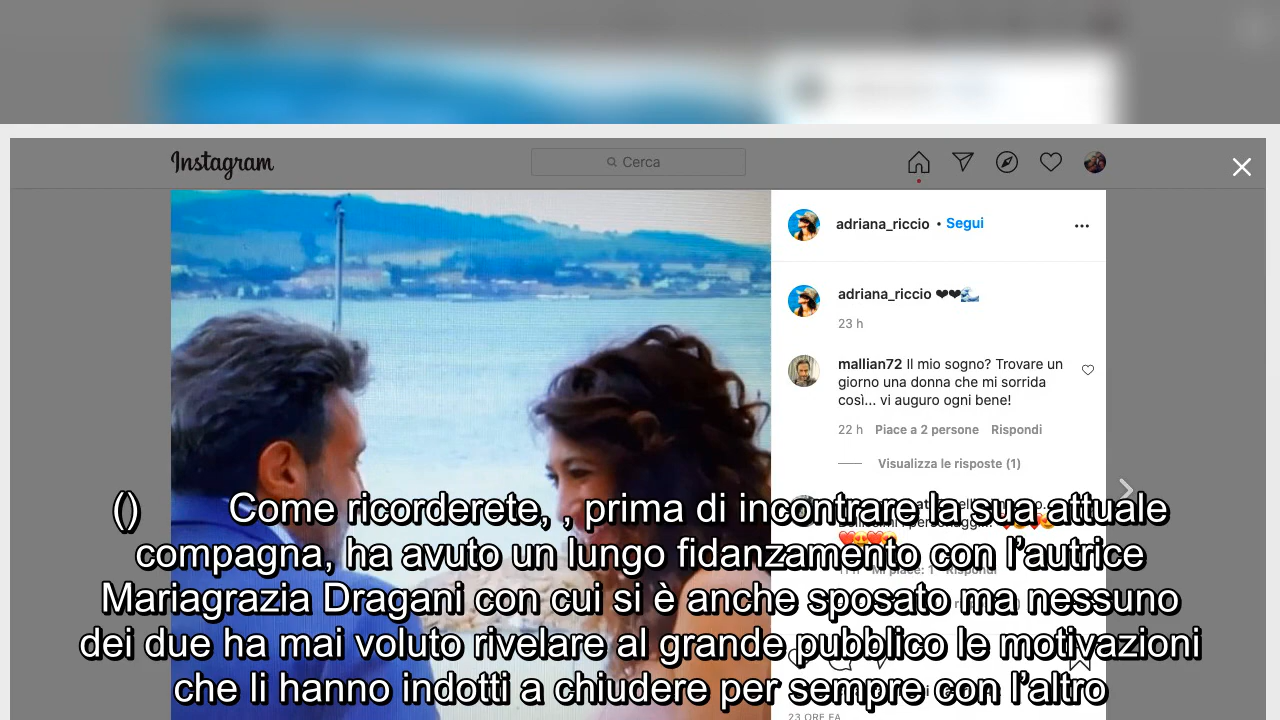 Instagram
Cerca
adriana_riccio • Segui
adriana_riccio ❤❤🌊
23 h
mallian72 Il mio sogno? Trovare un
giorno una donna che mi sorrida
così... vi auguro ogni bene!
22 h Piace a 2 persone Rispondi
Visualizza le risposte (1)
() Come ricorderete, , prima di incontrare la sua attuale
compagna, ha avuto un lungo fidanzamento con l’autrice
Mariagrazia Dragani con cui si è anche sposato ma nessuno
dei due ha mai voluto rivelare al grande pubblico le motivazioni
che li hanno indotti a chiudere per sempre con l’altro
23 ORE FA